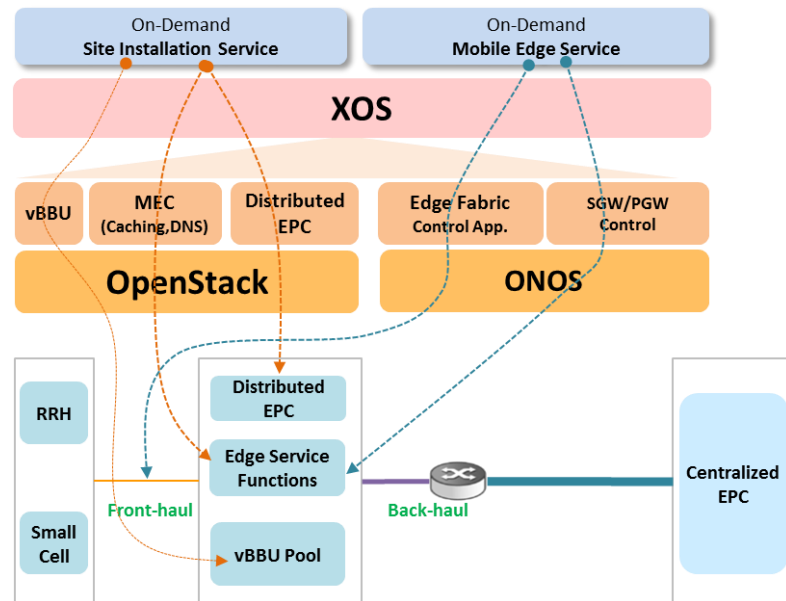 On-Demand
Site Installation Service
On-Demand
Mobile Edge Service
XOS
vBBU
MEC
(Caching,DNS)
Distributed
EPC
Edge Fabric
Control App.
SGW/PGW
Control
OpenStack
ONOS
RRH
Small
Cell
Front-haul
Distributed
EPC
Edge Service
Functions
vBBU Pool
Back-haul
Centralized
EPC